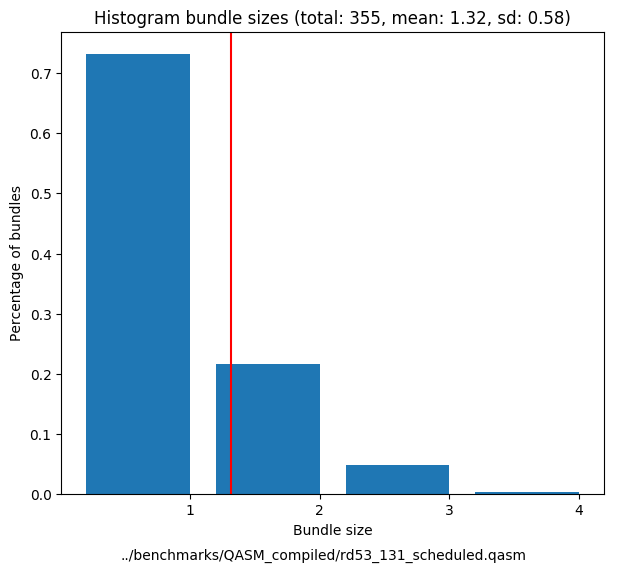 Histogram bundle sizes (total: 355, mean: 1.32, sd: 0.58)
Percentage of bundles
0.7
0.6
0.5
0.4
0.3
0.2
0.1
0.0
1 2 3 4
Bundle size
../benchmarks/QASM_compiled/rd53_131_scheduled.qasm